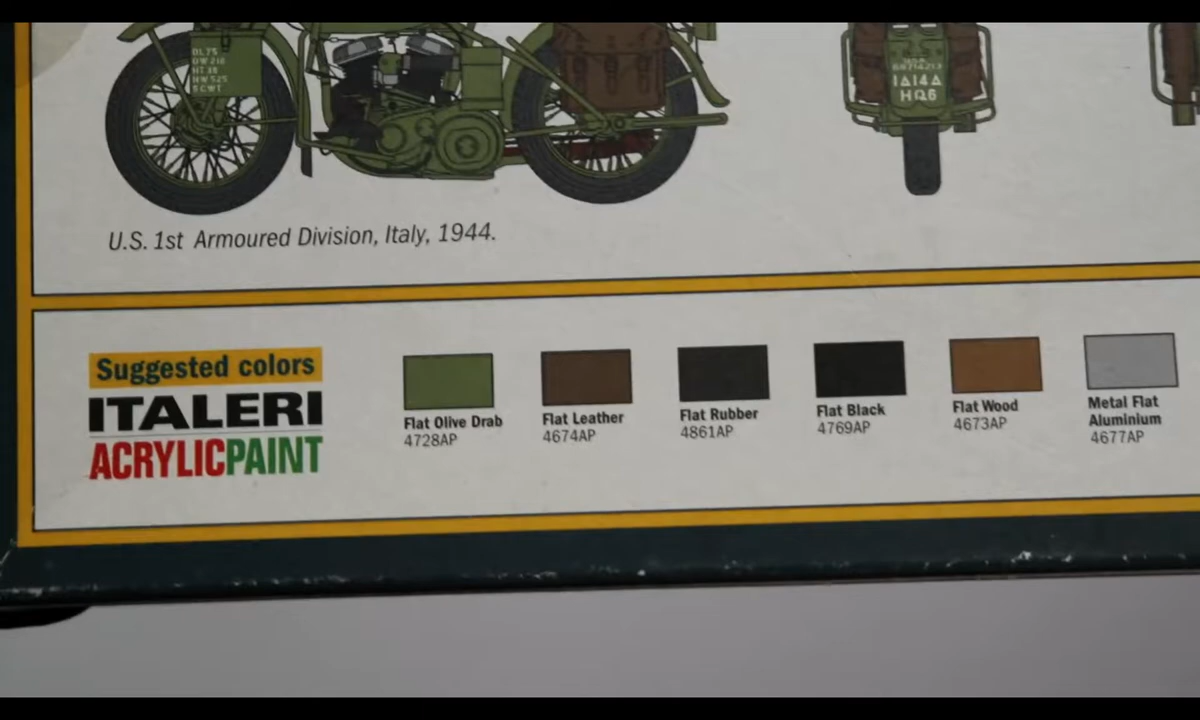 1A14A
HQ6
U.S. 1st Armoured Division, Italy, 1944.
Suggested colors
ITALERI
ACRYLICPAINT
Flat Olive Drab
4728AP
Flat Leather
4674AP
Flat Rubber
4861AP
Flat Black
4769AP
Flat Wood
4673AP
Metal Flat
Aluminium
4677AP